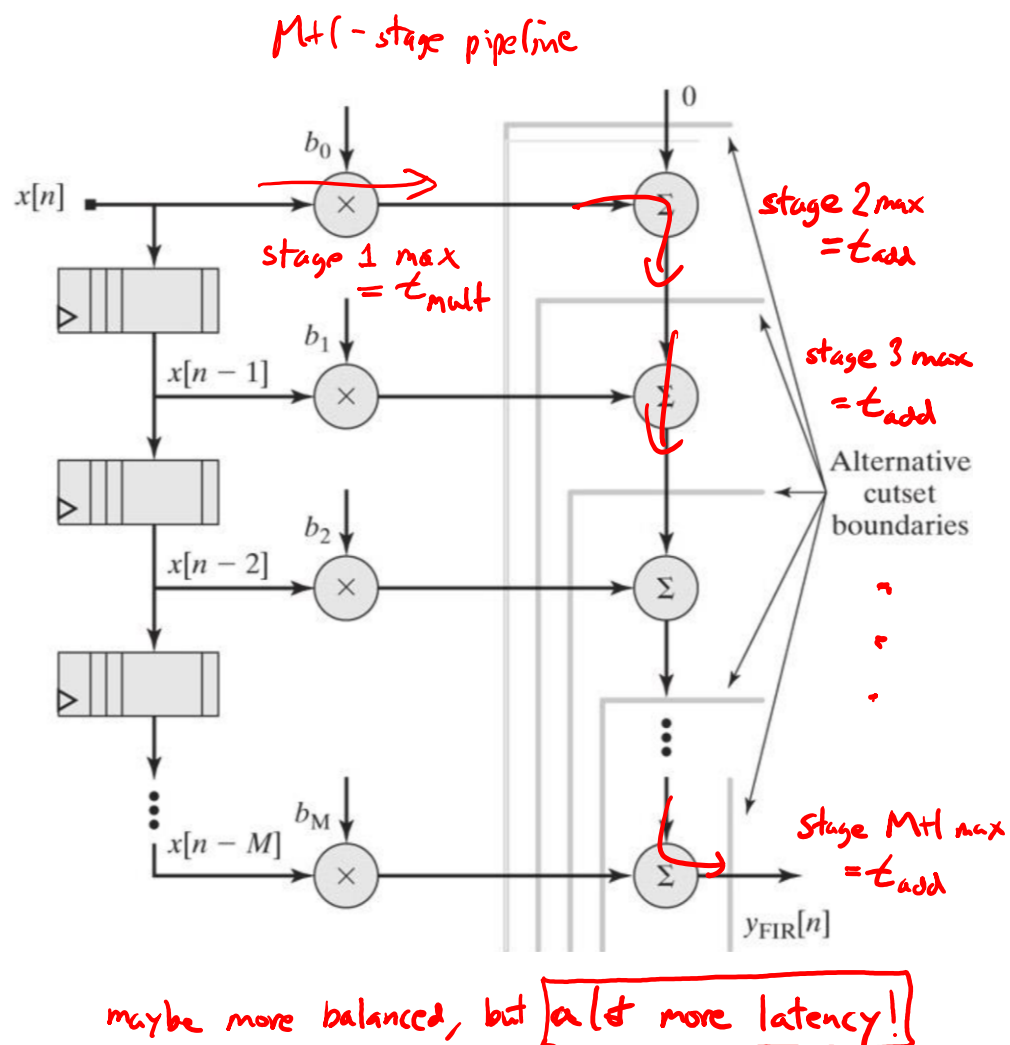 M+1-stage pipeline
0
b0
x[n]
×
Σ
stage 2 max
= tadd
stage 1 max
= tmult
b1
x[n − 1]
×
Σ
stage 3 max
= tadd
Alternative
cutset
boundaries
b2
x[n − 2]
×
Σ
bM
x[n − M]
×
Σ
stage M+1 max
= tadd
yFIR[n]
maybe more balanced, but a lot more latency!